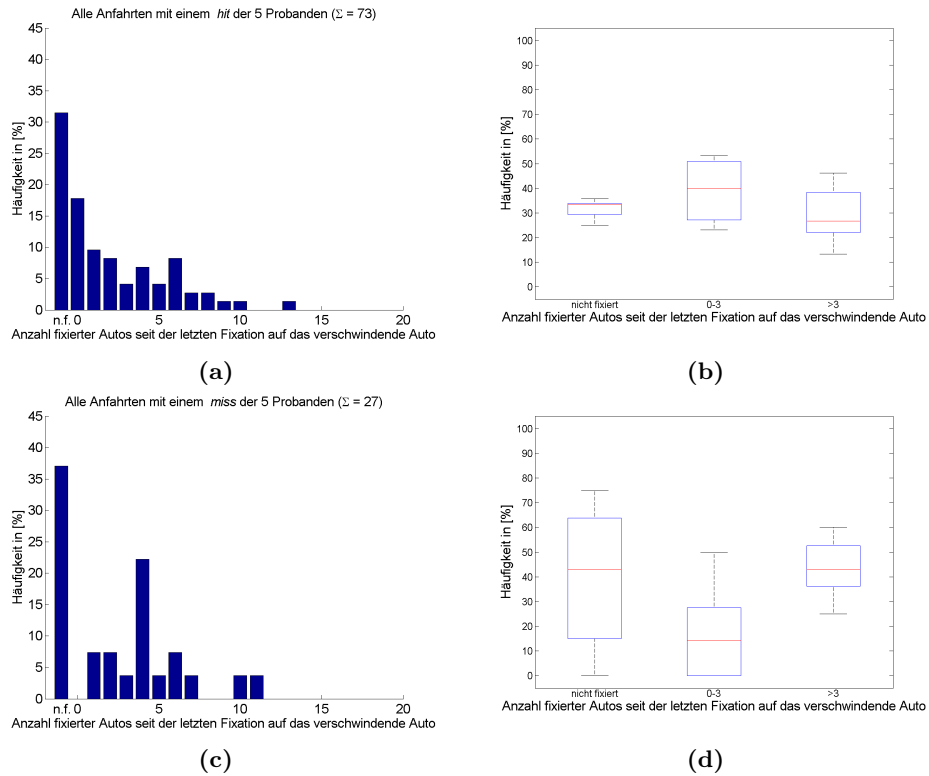 Alle Anfahrten mit einem hit der 5 Probanden (Σ = 73)
45
40
35
30
25
20
15
10
5
0
Häufigkeit in [%]
n.f. 0 5 10 15 20
Anzahl fixierter Autos seit der letzten Fixation auf das verschwindende Auto
(a)
100
90
80
70
60
50
40
30
20
10
0
Häufigkeit in [%]
nicht fixiert 0-3 >3
Anzahl fixierter Autos seit der letzten Fixation auf das verschwindende Auto
(b)
Alle Anfahrten mit einem miss der 5 Probanden (Σ = 27)
45
40
35
30
25
20
15
10
5
0
Häufigkeit in [%]
n.f. 0 5 10 15 20
Anzahl fixierter Autos seit der letzten Fixation auf das verschwindende Auto
(c)
100
90
80
70
60
50
40
30
20
10
0
Häufigkeit in [%]
nicht fixiert 0-3 >3
Anzahl fixierter Autos seit der letzten Fixation auf das verschwindende Auto
(d)